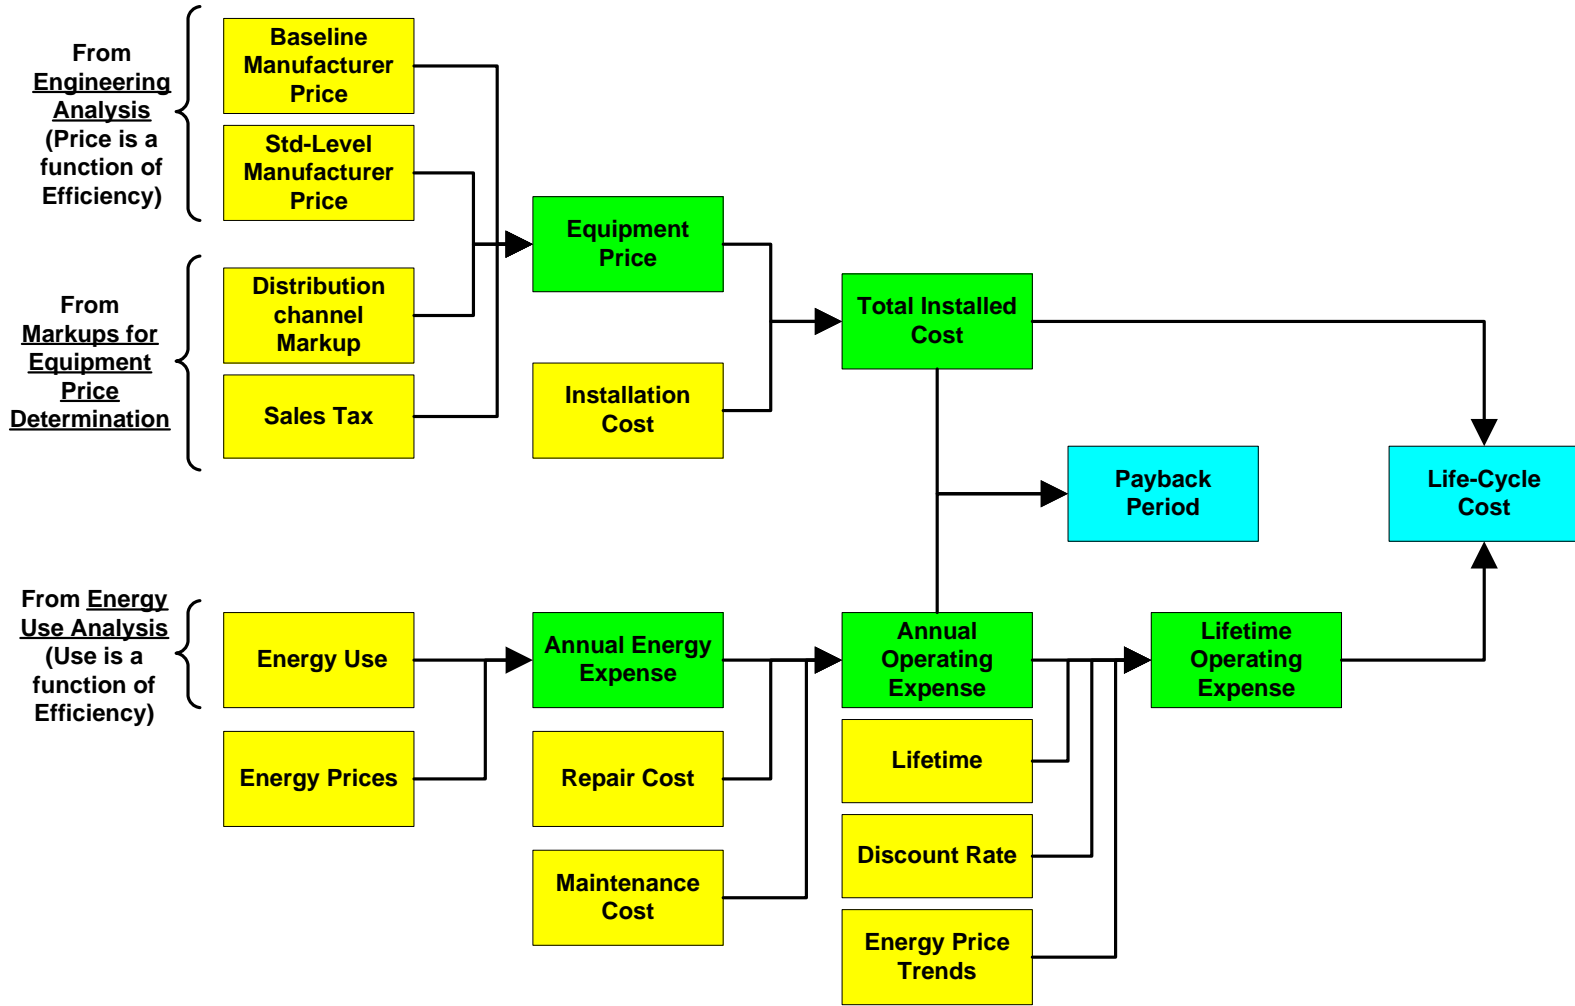 From
Engineering
Analysis
(Price is a
function of
Efficiency)
Baseline
Manufacturer
Price
Std-Level
Manufacturer
Price
From
Markups for
Equipment
Price
Determination
Distribution
channel
Markup
Sales Tax
Equipment
Price
Installation
Cost
Total Installed
Cost
Payback
Period
Life-Cycle
Cost
From Energy
Use Analysis
(Use is a
function of
Efficiency)
Energy Use
Energy Prices
Annual Energy
Expense
Repair Cost
Maintenance
Cost
Annual
Operating
Expense
Lifetime
Discount Rate
Energy Price
Trends
Lifetime
Operating
Expense